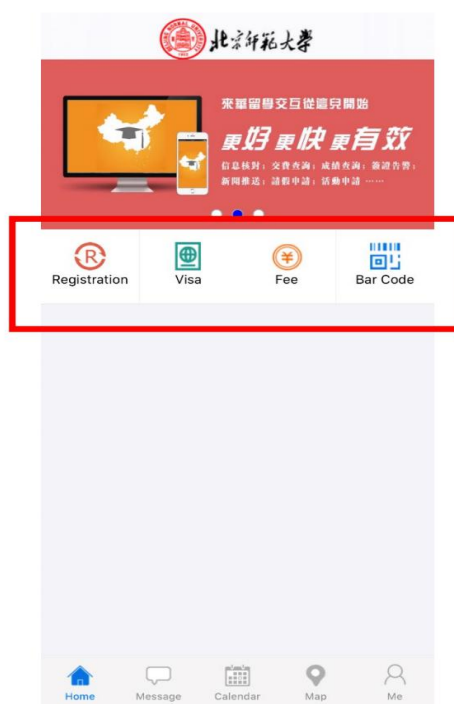 北京师范大学
來華留學交互從這兒開始
更好 更快 更有效
信息核對；交費查詢；成績查詢；簽證告警；
新聞推送；請假申請；活動申請 ……
Registration Visa Fee Bar Code
Home Message Calendar Map Me